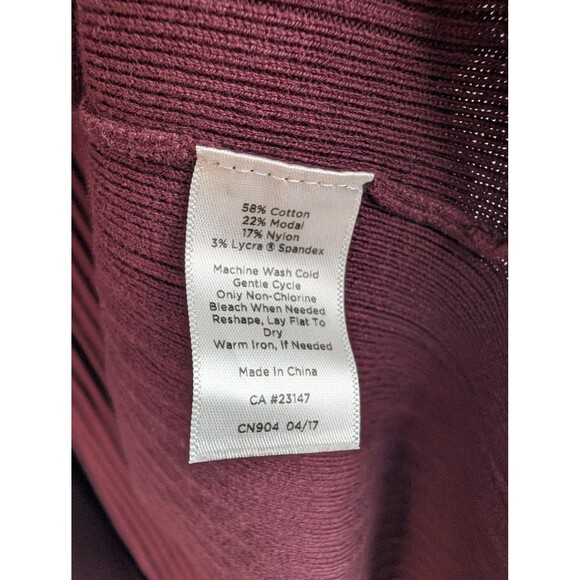 58% Cotton
22% Modal
17% Nylon
3% Lycra ® Spandex
Machine Wash Cold
Gentle Cycle
Only Non-Chlorine
Bleach When Needed
Reshape, Lay Flat To
Dry
Warm Iron, If Needed
Made In China
CA #23147
CN904 04/17